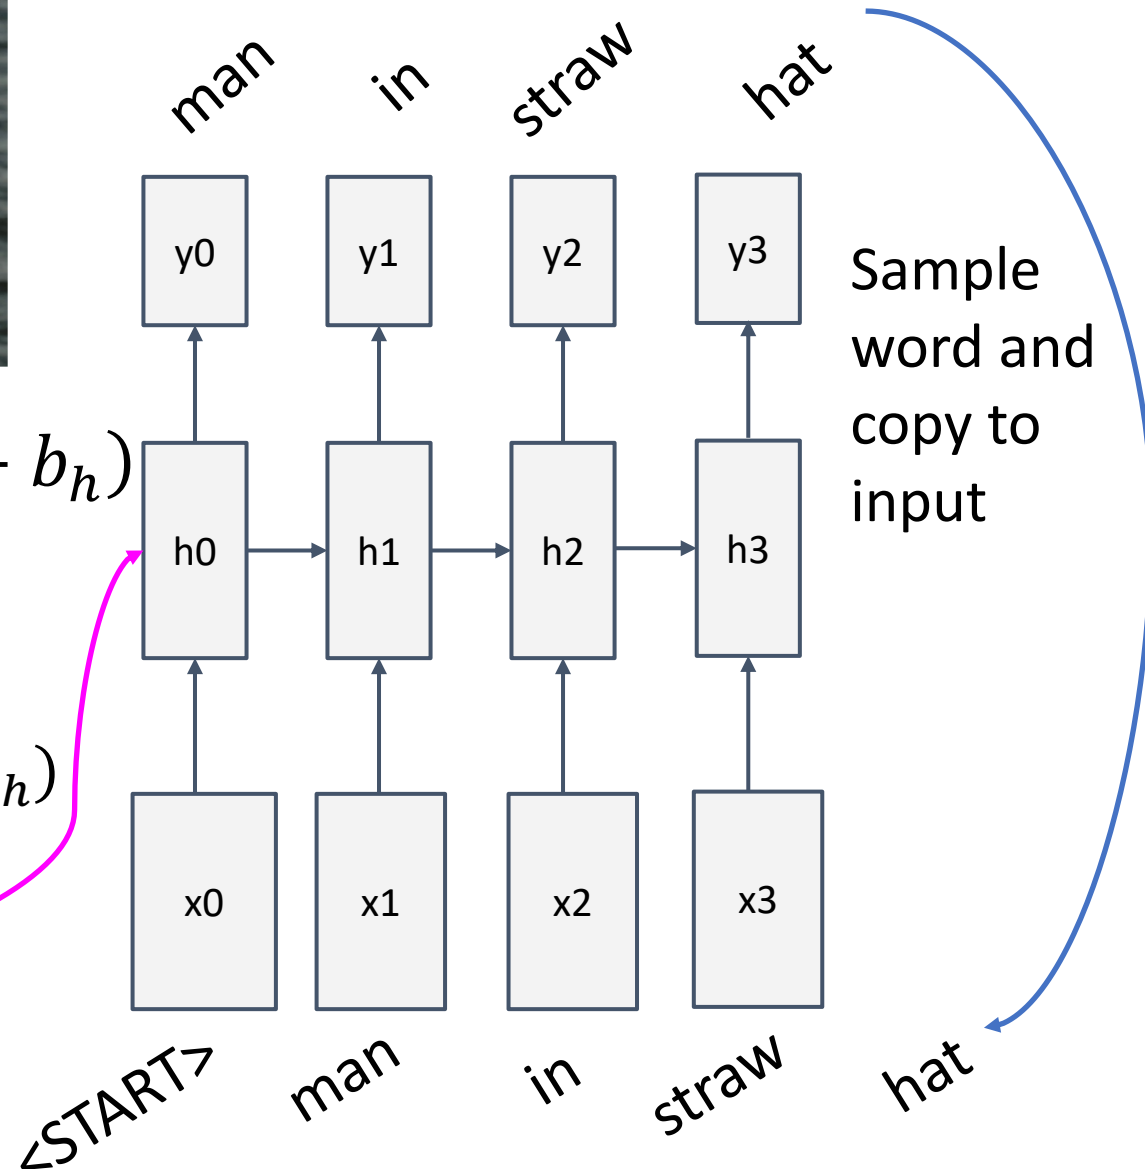 man in straw hat
y0 y1 y2 y3
Sample
word and
copy to
input
b_h)
h0 h1 h2 h3
h)
x0 x1 x2 x3
<START> man in straw hat